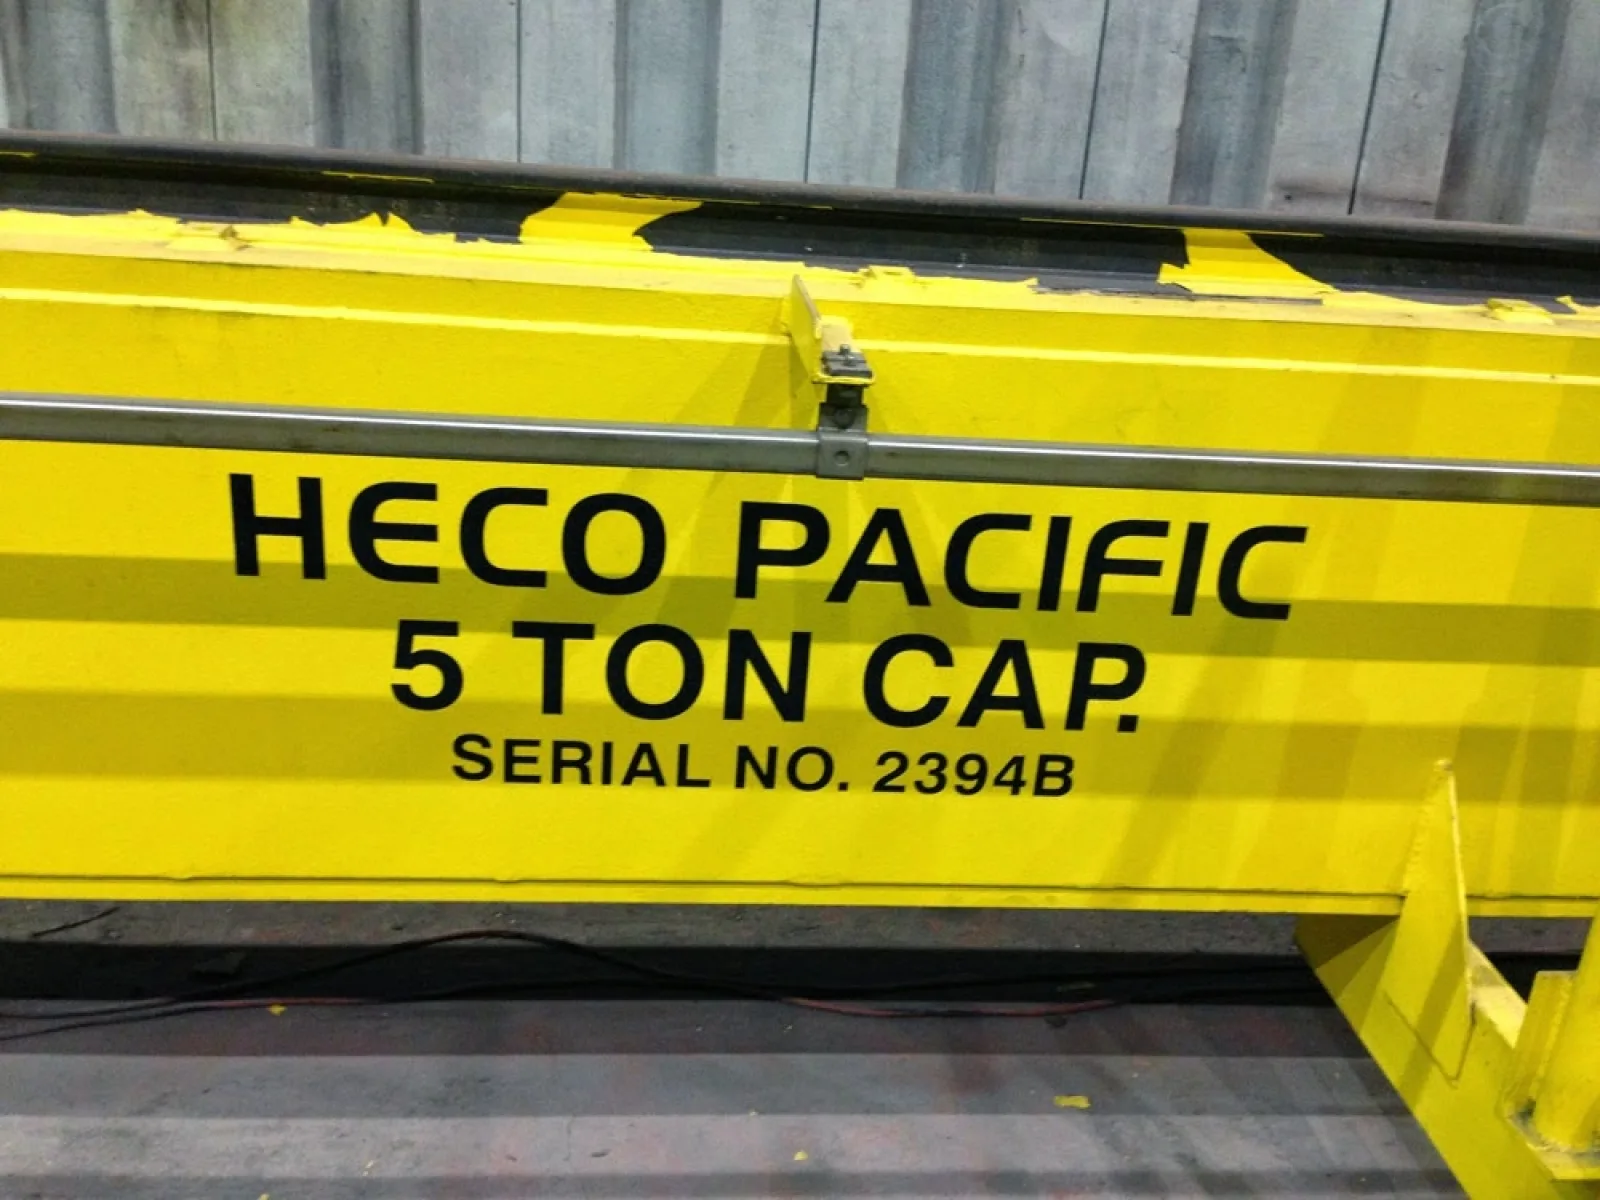 HECO PACIFIC
5 TON CAP.
SERIAL NO. 2394B